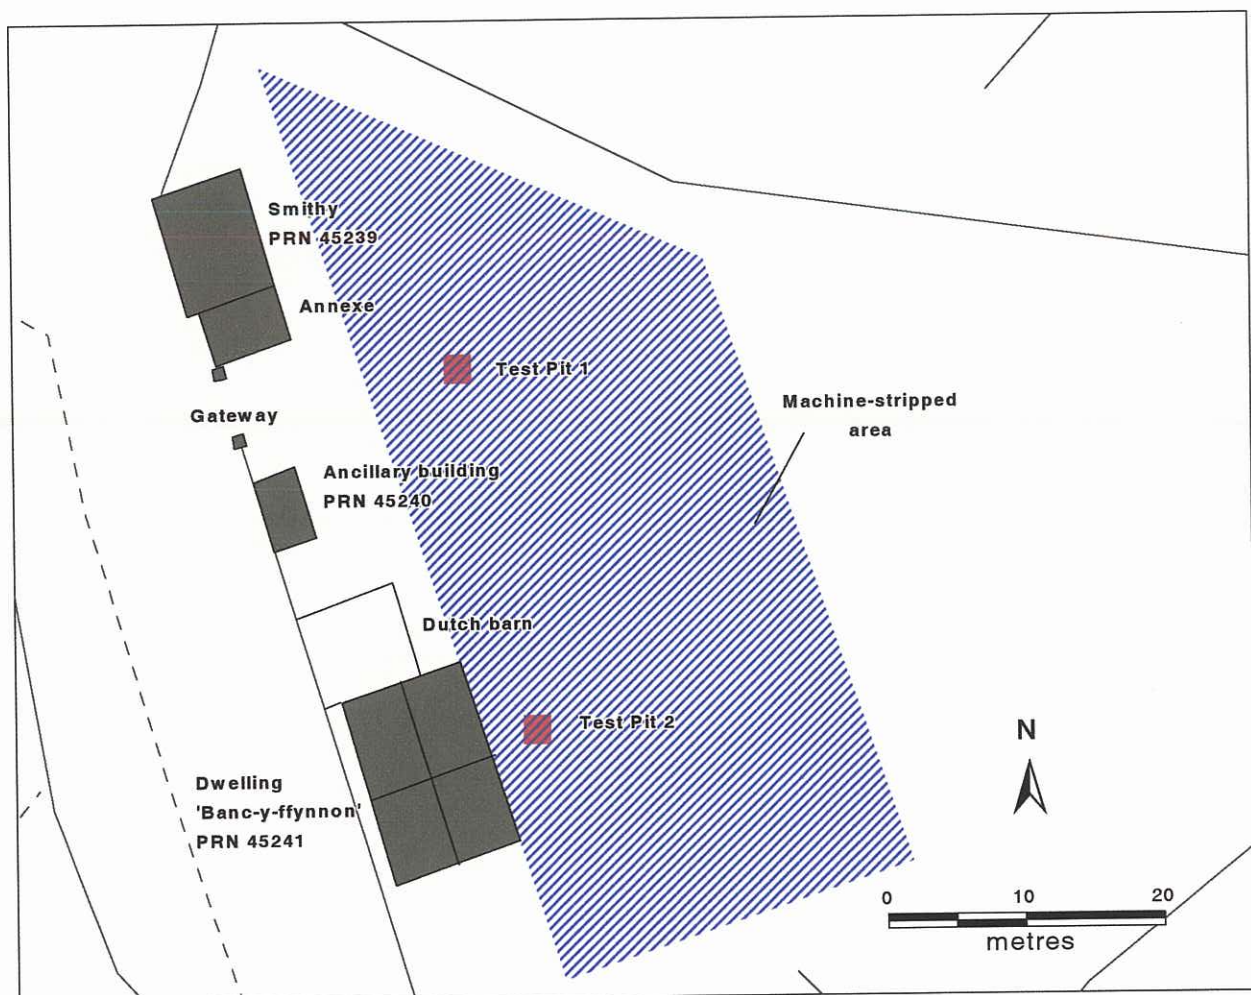 Smithy
PRN 45239
Annexe
Test Pit 1
Machine-stripped
area
Gateway
Ancillary building
PRN 45240
Dutch barn
Test Pit 2
N
Dwelling
'Banc-y-ffynnon'
PRN 45241
0 10 20
metres